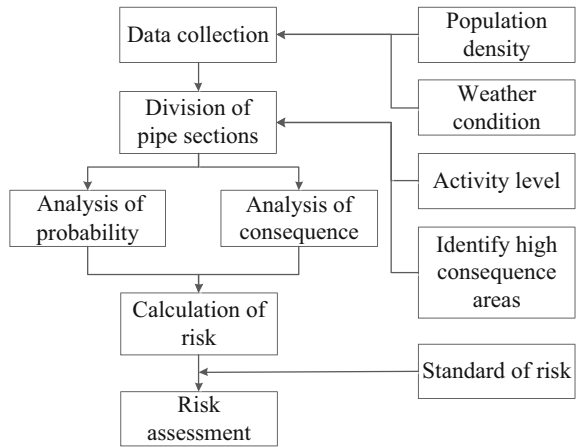 Data collection
Population
density
Weather
condition
Division of
pipe sections
Activity level
Analysis of
probability
Analysis of
consequence
Identify high
consequence
areas
Calculation of
risk
Standard of risk
Risk
assessment